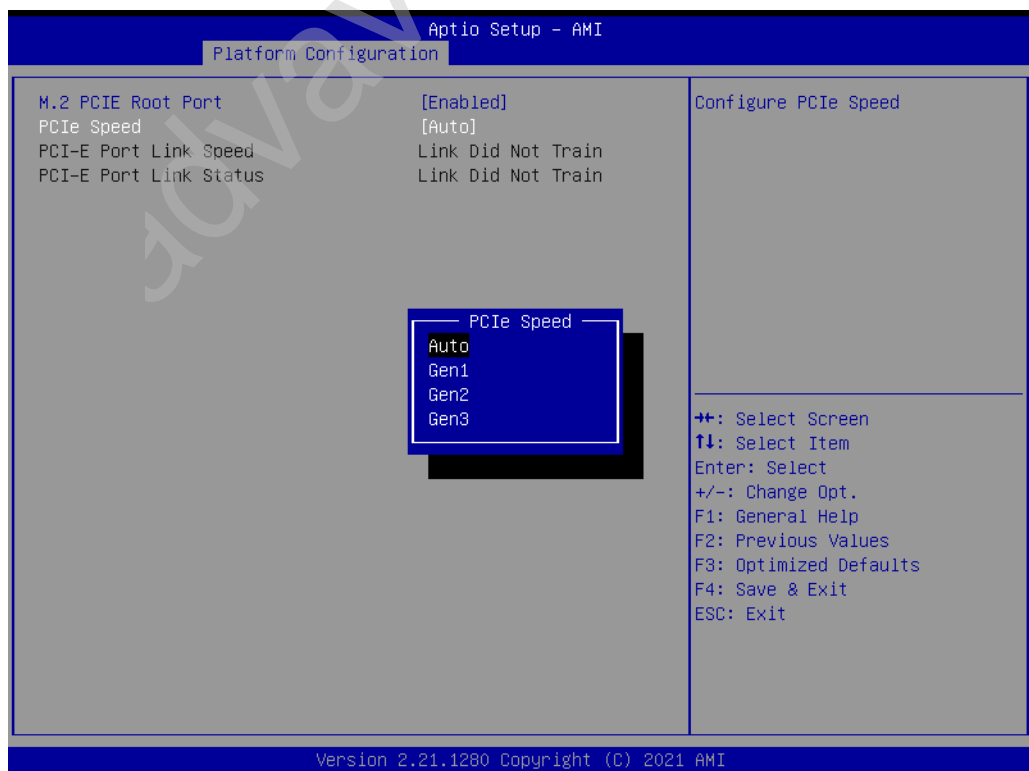 Aptio Setup – AMI
Platform Configuration
M.2 PCIE Root Port [Enabled]
PCIe Speed [Auto]
PCI-E Port Link Speed Link Did Not Train
PCI-E Port Link Status Link Did Not Train
Configure PCIe Speed
PCIe Speed
Auto
Gen1
Gen2
Gen3
→←: Select Screen
↑↓: Select Item
Enter: Select
+/-: Change Opt.
F1: General Help
F2: Previous Values
F3: Optimized Defaults
F4: Save & Exit
ESC: Exit
Version 2.21.1280 Copyright (C) 2021 AMI